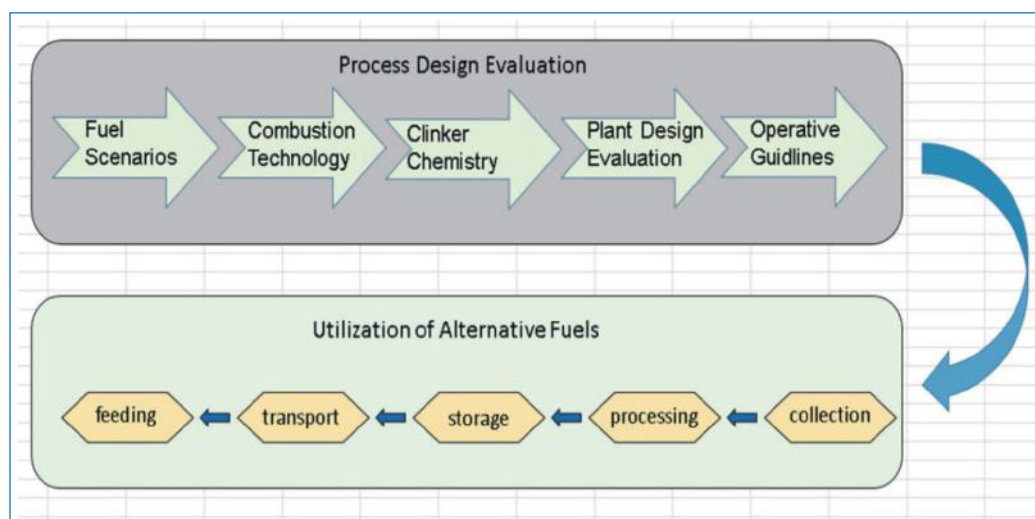 Process Design Evaluation
Fuel
Scenarios
Combustion
Technology
Clinker
Chemistry
Plant Design
Evaluation
Operative
Guidlines
Utilization of Alternative Fuels
feeding
transport
storage
processing
collection